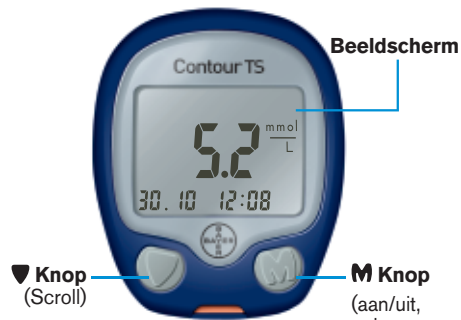 Beeldscherm
Contour TS
5.2 mmol
L
30. 10 12:08
BAYER
Knop
(Scroll)
M
M Knop
(aan/uit,